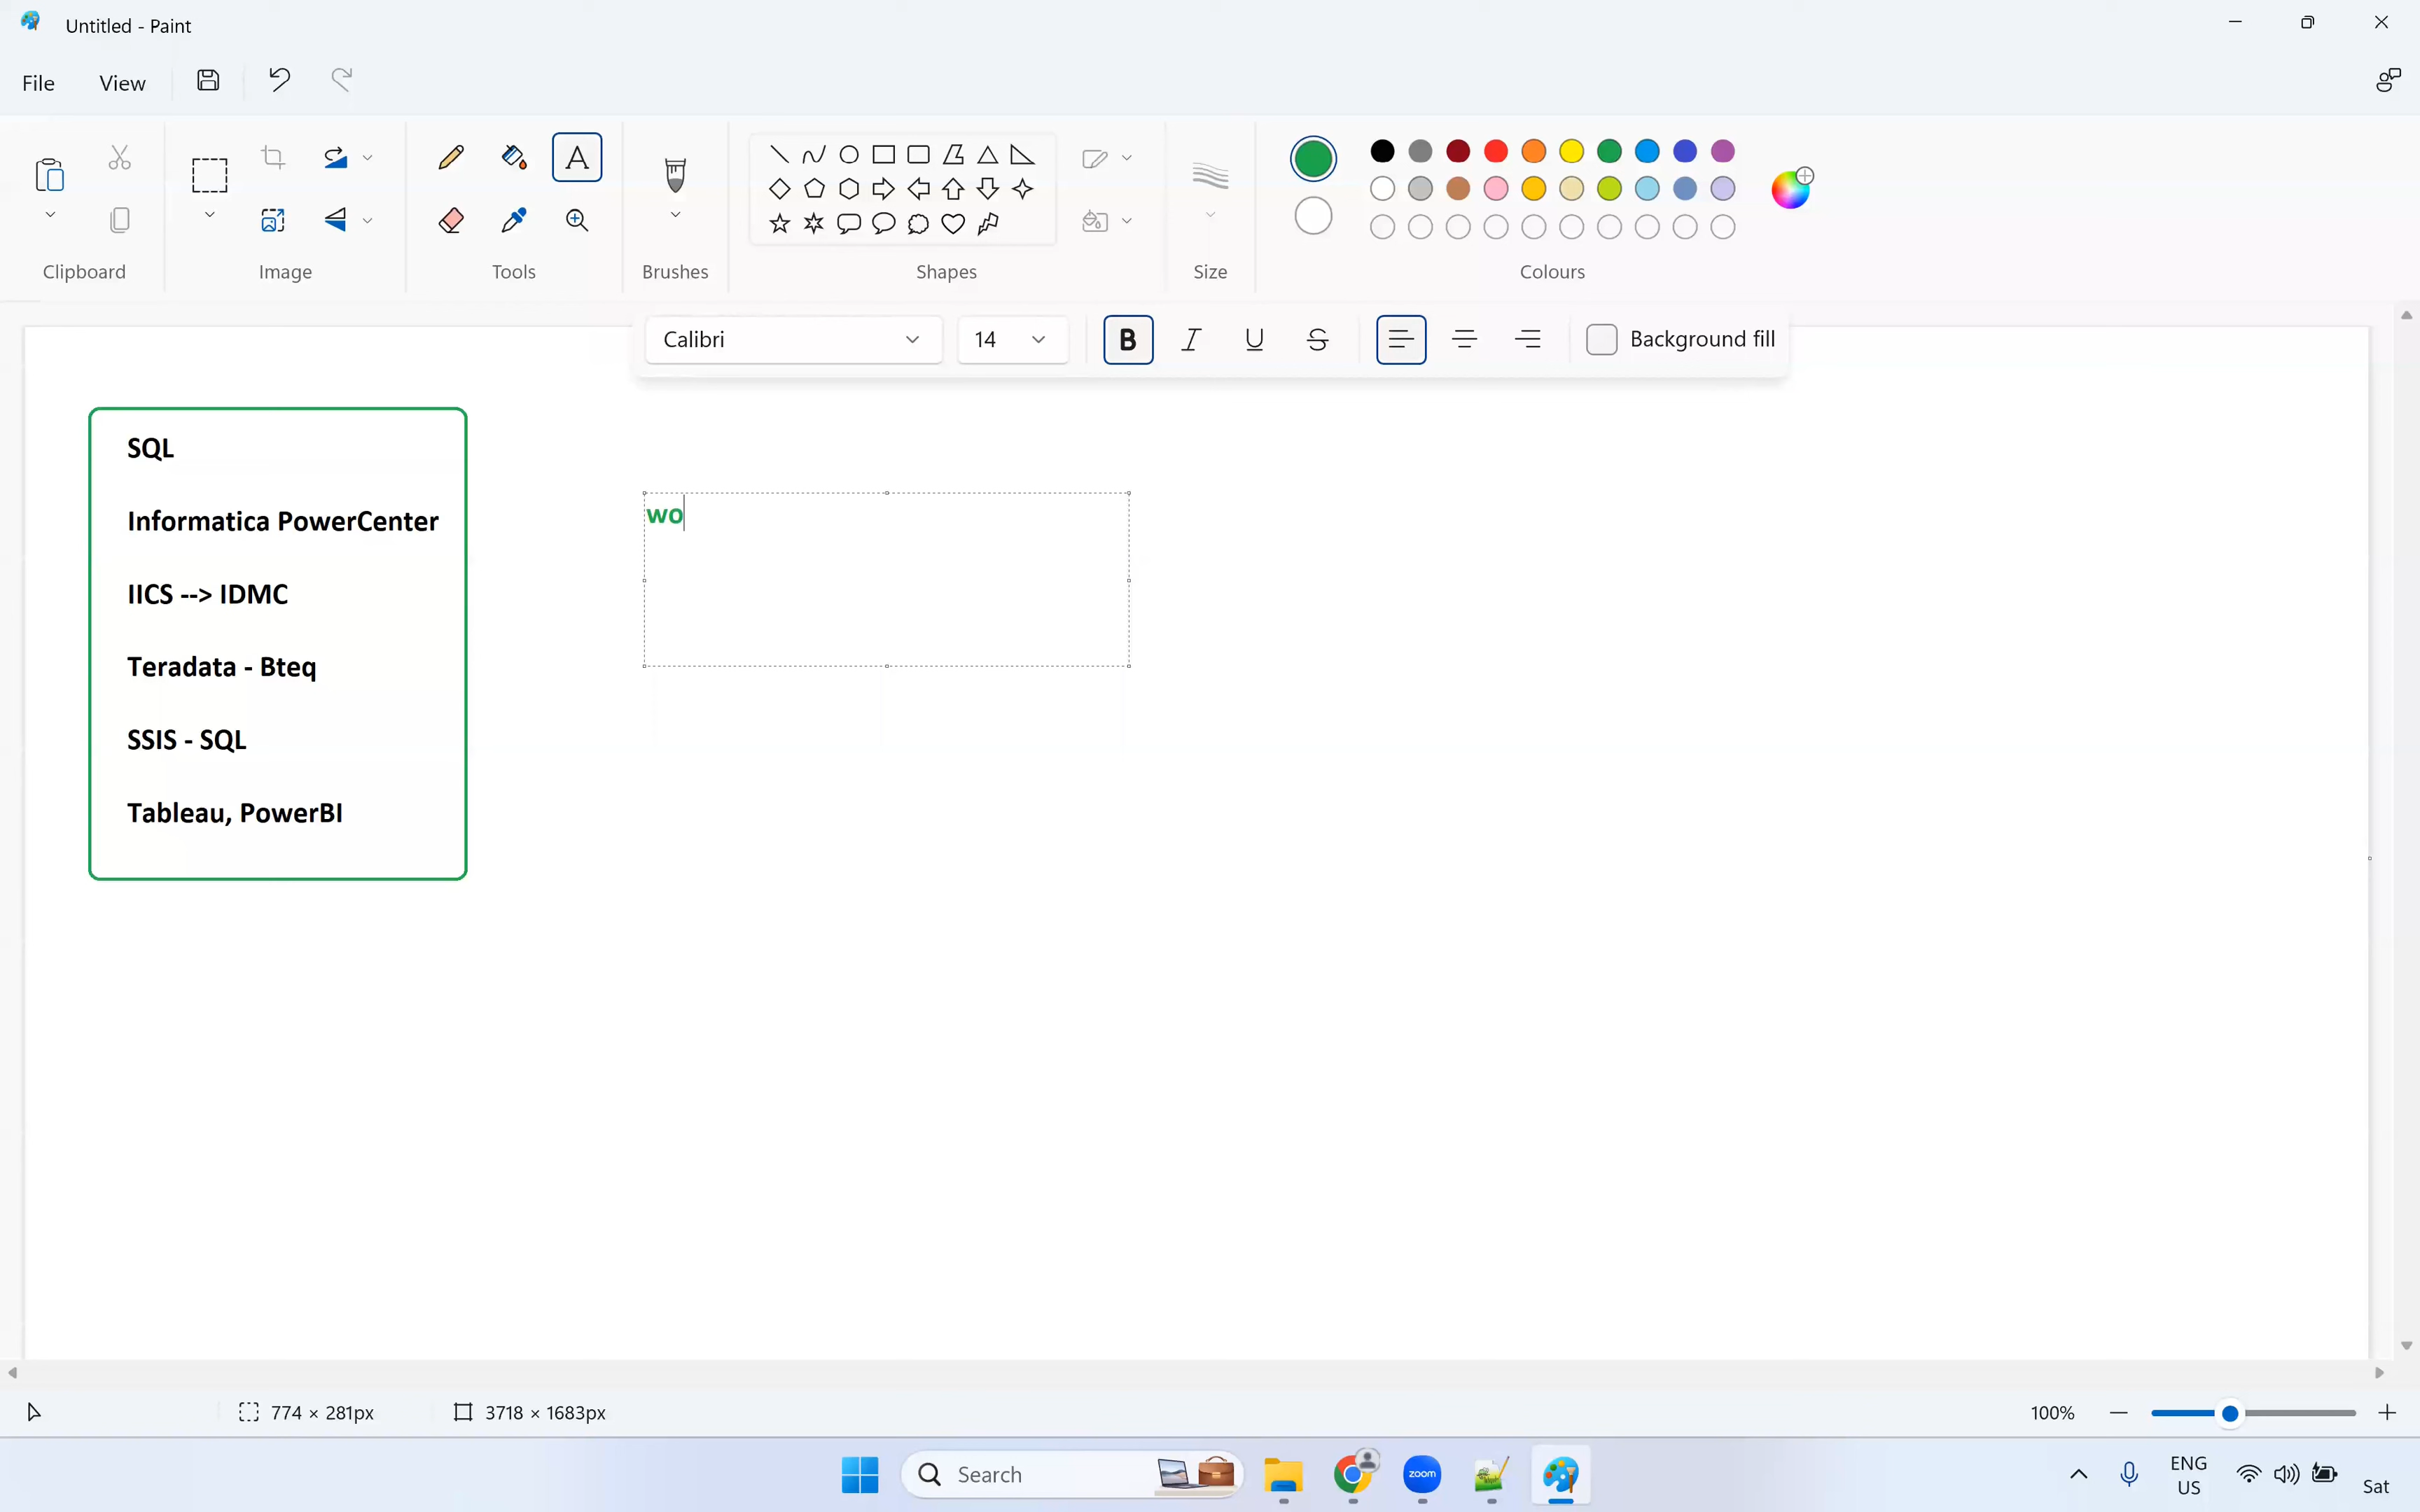 Untitled - Paint
File View
Clipboard Image Tools Brushes Shapes Size Colours
Calibri 14 B I U S Background fill
SQL
Informatica PowerCenter
IICS --> IDMC
Teradata - Bteq
SSIS - SQL
Tableau, PowerBI
wo
774 × 281px 3718 × 1683px 100%
Search zoom ENG
US Sat